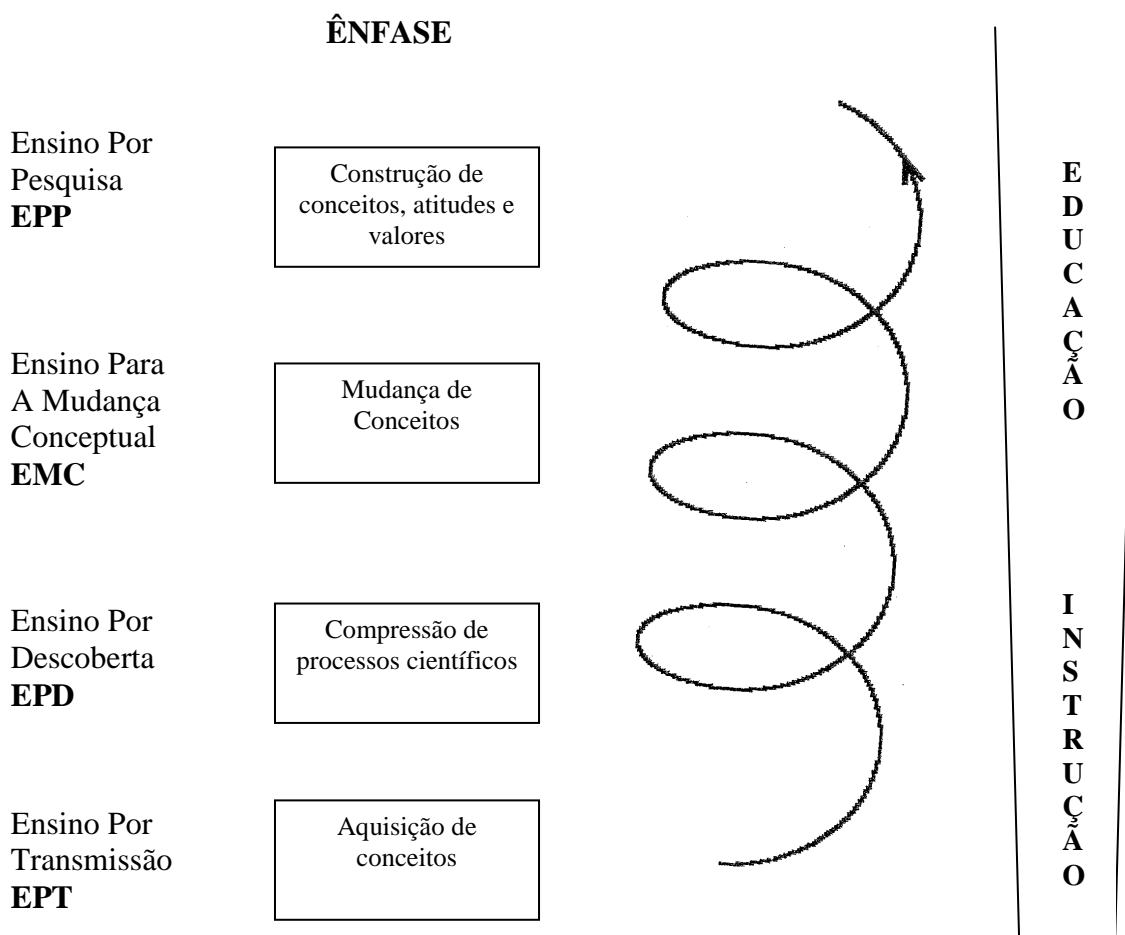 ÊNFASE
Ensino Por
Pesquisa
EPP
Construção de
conceitos, atitudes e
valores
Ensino Para
A Mudança
Conceptual
EMC
Mudança de
Conceitos
Ensino Por
Descoberta
EPD
Compressão de
processos científicos
Ensino Por
Transmissão
EPT
Aquisição de
conceitos
E
D
U
C
A
Ç
Ã
O
I
N
S
T
R
U
Ç
Ã
O